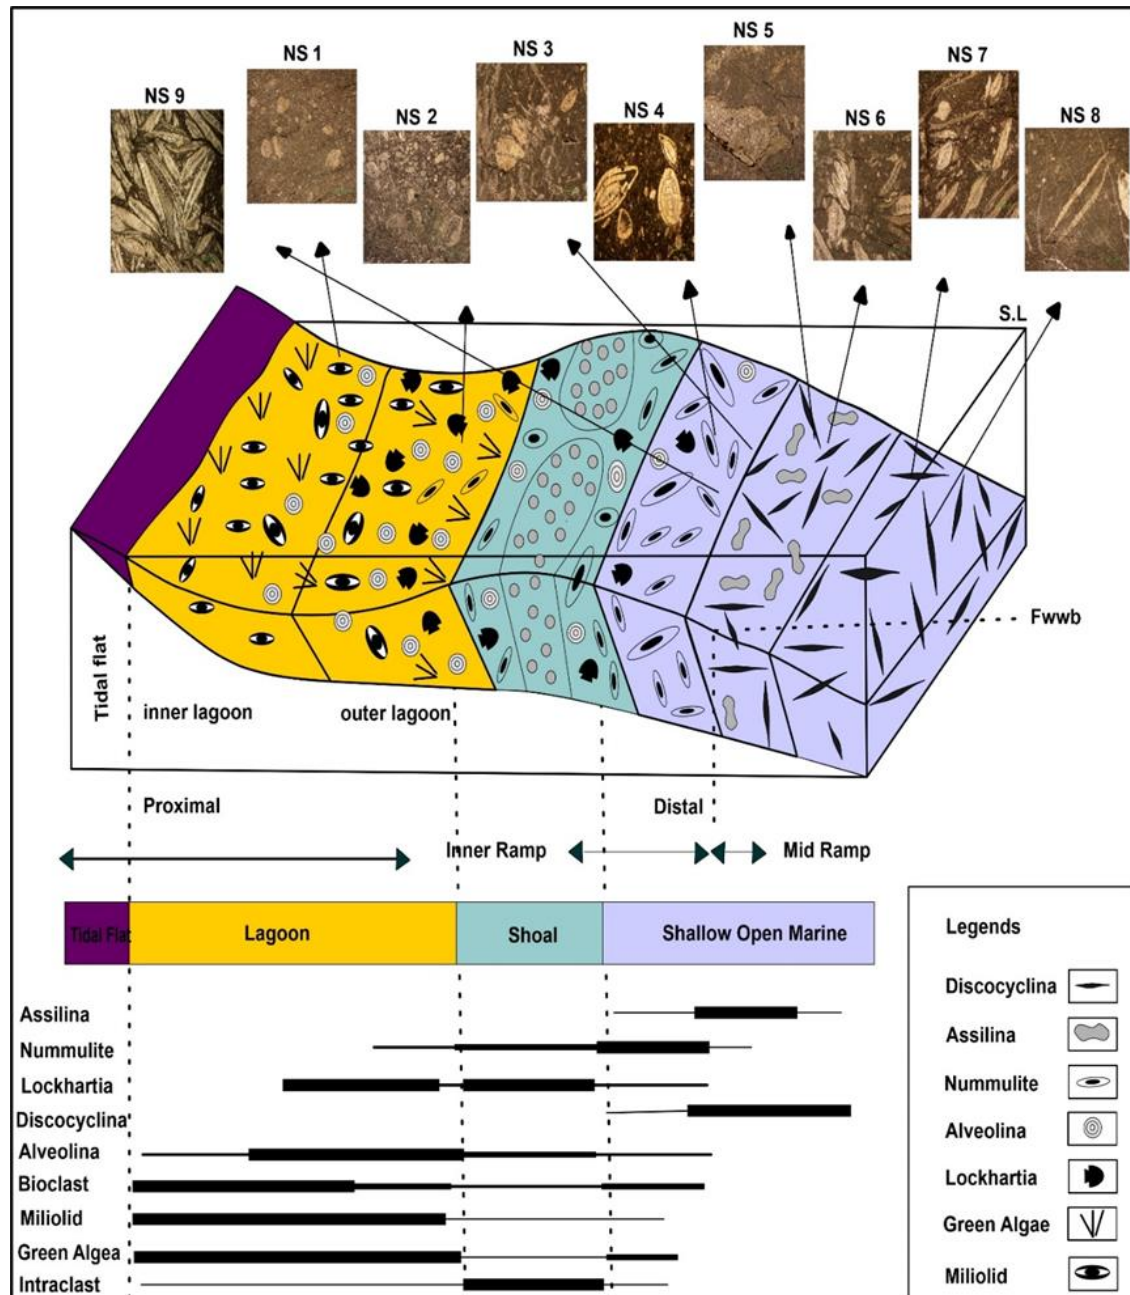 NS 9
NS 1
NS 2
NS 3
NS 4
NS 5
NS 6
NS 7
NS 8
S.L
Fwwb
Tidal flat
inner lagoon
outer lagoon
Proximal
Distal
Inner Ramp
Mid Ramp
Tidal Flat
Lagoon
Shoal
Shallow Open Marine
Assilina
Nummulite
Lockhartia
Discocyclina
Alveolina
Bioclast
Miliolid
Green Algea
Intraclast
Legends
Discocyclina
Assilina
Nummulite
Alveolina
Lockhartia
Green Algae
Miliolid